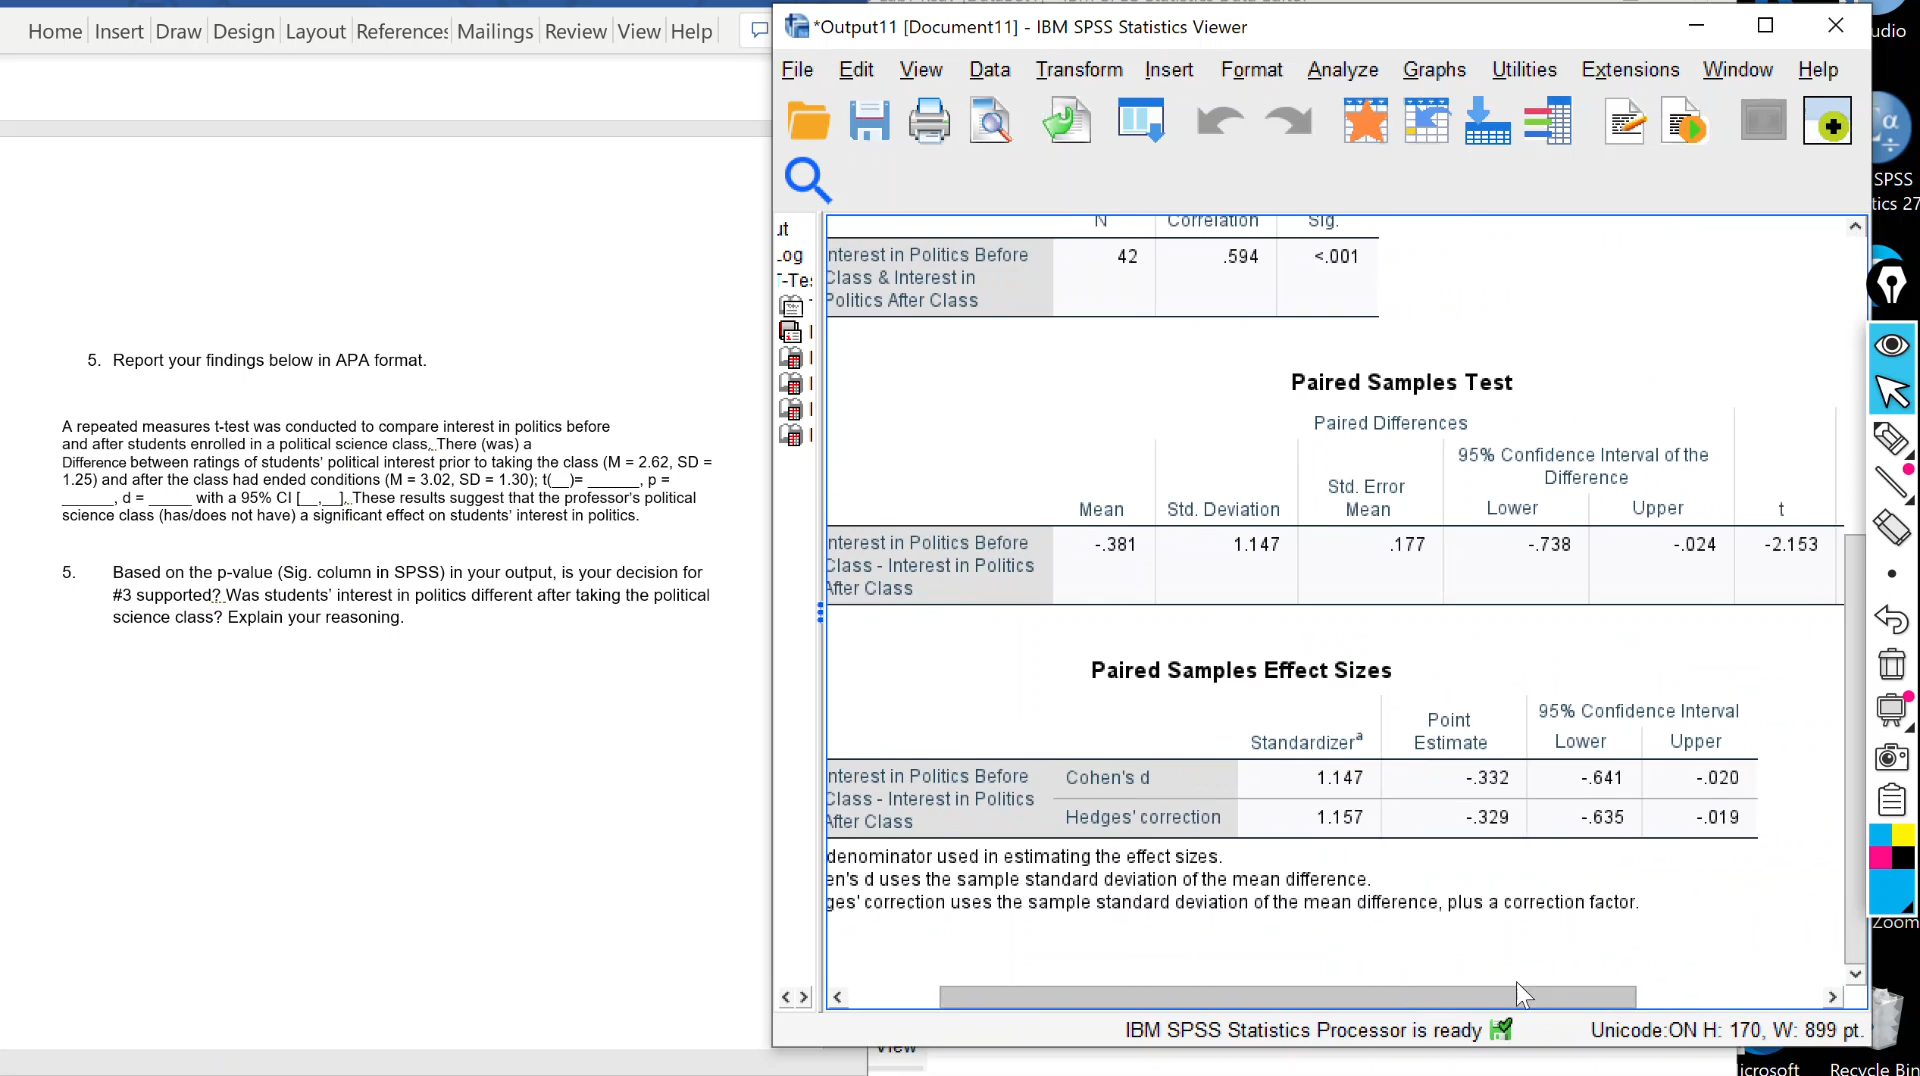 Home Insert Draw Design Layout References Mailings Review View Help
5. Report your findings below in APA format.
A repeated measures t-test was conducted to compare interest in politics before
and after students enrolled in a political science class. There (was) a
Difference between ratings of students' political interest prior to taking the class (M = 2.62, SD =
1.25) and after the class had ended conditions (M = 3.02, SD = 1.30); t(__)= ______, p =
______, d = _____ with a 95% CI [__,__]. These results suggest that the professor's political
science class (has/does not have) a significant effect on students' interest in politics.
5. Based on the p-value (Sig. column in SPSS) in your output, is your decision for
#3 supported? Was students' interest in politics different after taking the political
science class? Explain your reasoning.
*Output11 [Document11] - IBM SPSS Statistics Viewer
File Edit View Data Transform Insert Format Analyze Graphs Utilities Extensions Window Help
ut
Log
T-Tes
N Correlation Sig.
nterest in Politics Before 42 .594 <.001
Class & Interest in
Politics After Class
Paired Samples Test
Paired Differences
95% Confidence Interval of the
Difference
Std. Error
Mean Std. Deviation Mean Lower Upper t
nterest in Politics Before -.381 1.147 .177 -.738 -.024 -2.153
Class - Interest in Politics
After Class
Paired Samples Effect Sizes
Point
95% Confidence Interval
Standardizerª Estimate Lower Upper
nterest in Politics Before Cohen's d 1.147 -.332 -.641 -.020
Class - Interest in Politics
After Class Hedges' correction 1.157 -.329 -.635 -.019
denominator used in estimating the effect sizes.
en's d uses the sample standard deviation of the mean difference.
ges' correction uses the sample standard deviation of the mean difference, plus a correction factor.
IBM SPSS Statistics Processor is ready Unicode:ON H: 170, W: 899 pt.
View
udio
SPSS
tics 27
Zoom
icrosoft
Recycle Bin